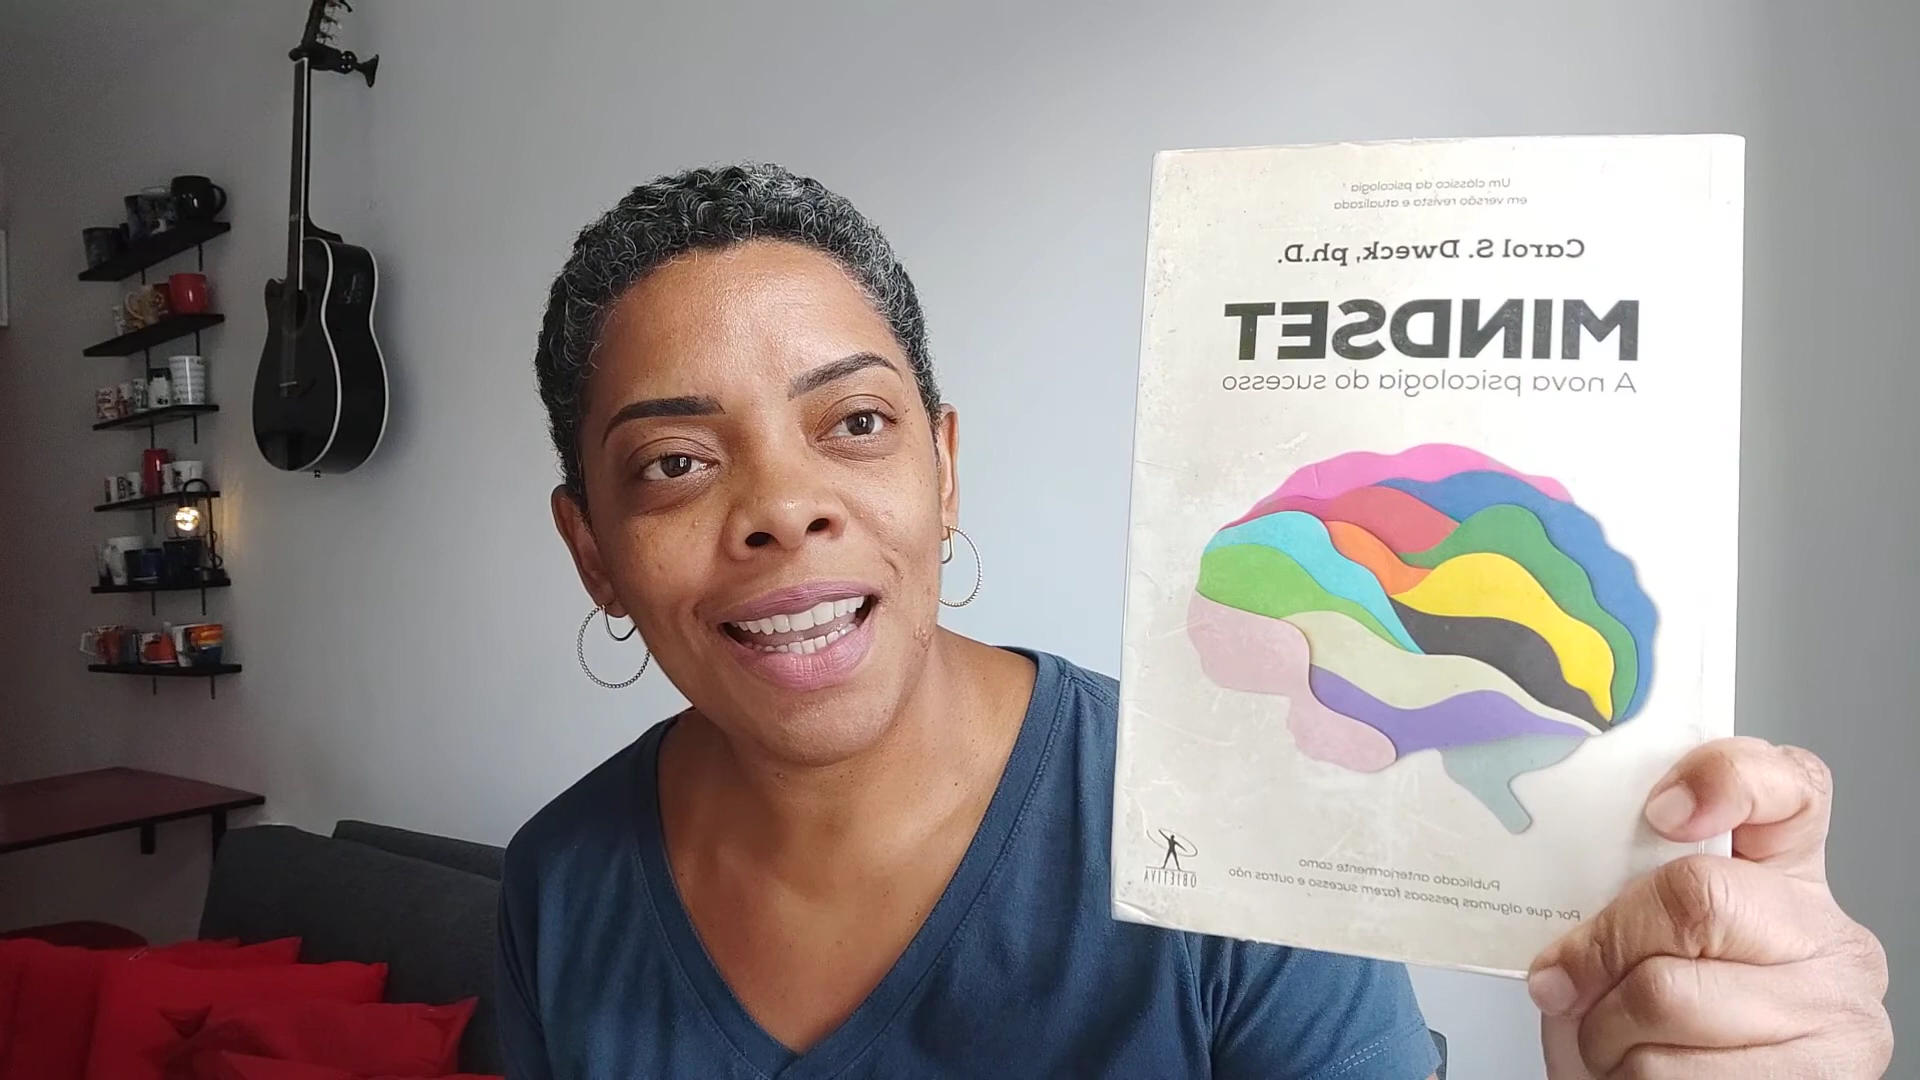 Um clássico da psicologia
em versão revista e atualizada
Carol S. Dweck, ph.D.
MINDSET
A nova psicologia do sucesso
OBJETIVA
Publicado anteriormente como
Por que algumas pessoas fazem sucesso e outras não